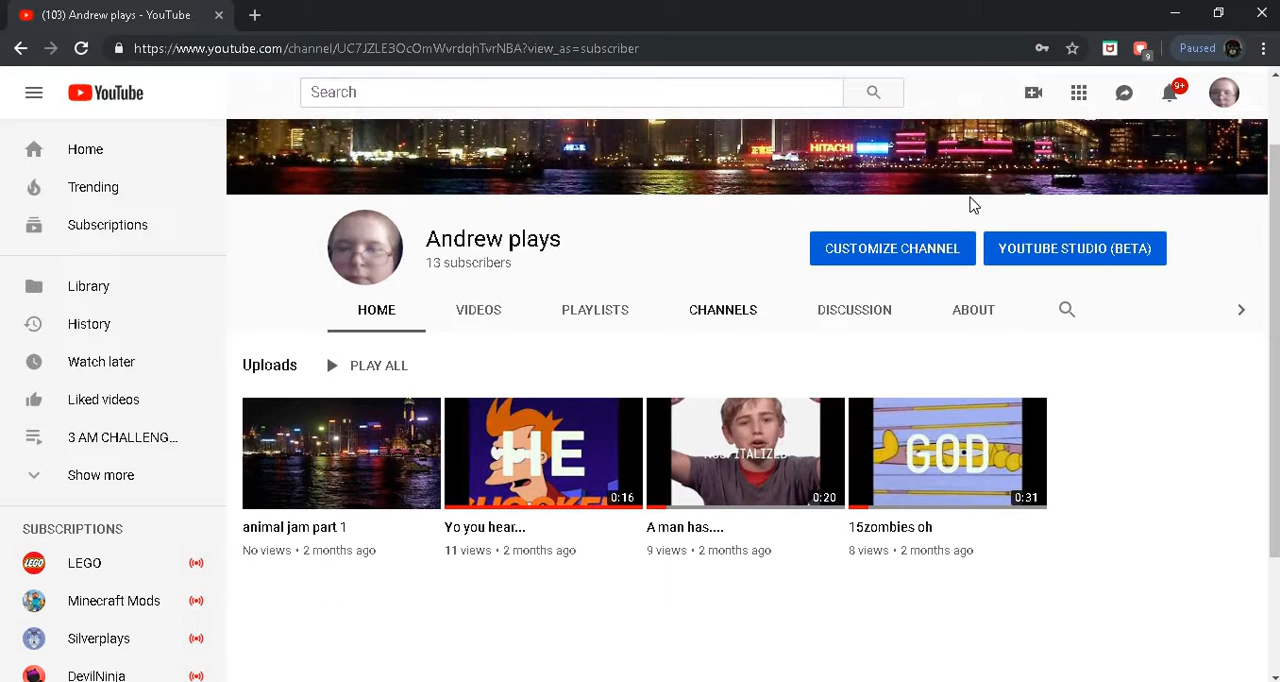 (103) Andrew plays - YouTube
https://www.youtube.com/channel/UC7JZLE3OcOmWvrdqhTvrNBA?view_as=subscriber
9
Paused
YouTube
Search
9+
Home
Trending
Subscriptions
Library
History
Watch later
Liked videos
3 AM CHALLENG...
Show more
SUBSCRIPTIONS
LEGO
Minecraft Mods
Silverplays
DevilNinja
HITACHI
Andrew plays
13 subscribers
CUSTOMIZE CHANNEL
YOUTUBE STUDIO (BETA)
HOME VIDEOS PLAYLISTS CHANNELS DISCUSSION ABOUT
Uploads PLAY ALL
HE
0:16
HOSPITALIZED
0:20
GOD
0:31
animal jam part 1
No views • 2 months ago
Yo you hear...
11 views • 2 months ago
A man has....
9 views • 2 months ago
15zombies oh
8 views • 2 months ago